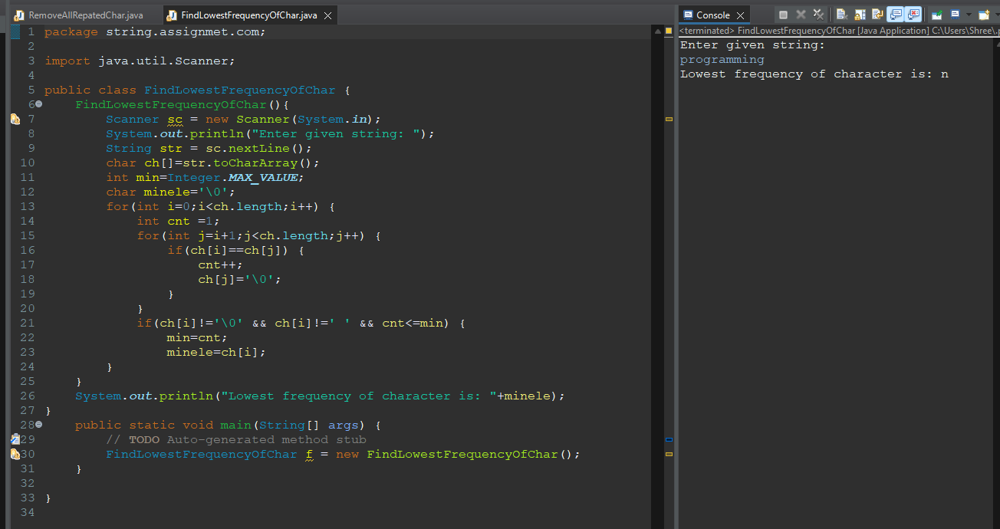 RemoveAllRepatedChar.java
FindLowestFrequencyOfChar.java
1 package string.assignmet.com;
2
3 import java.util.Scanner;
4
5 public class FindLowestFrequencyOfChar {
6 FindLowestFrequencyOfChar(){
7 Scanner sc = new Scanner(System.in);
8 System.out.println("Enter given string: ");
9 String str = sc.nextLine();
10 char ch[]=str.toCharArray();
11 int min=Integer.MAX_VALUE;
12 char minele='\0';
13 for(int i=0;i<ch.length;i++) {
14 int cnt =1;
15 for(int j=i+1;j<ch.length;j++) {
16 if(ch[i]==ch[j]) {
17 cnt++;
18 ch[j]='\0';
19 }
20 }
21 if(ch[i]!='\0' && ch[i]!=' ' && cnt<=min) {
22 min=cnt;
23 minele=ch[i];
24 }
25 }
26 System.out.println("Lowest frequency of character is: "+minele);
27 }
28 public static void main(String[] args) {
29 // TODO Auto-generated method stub
30 FindLowestFrequencyOfChar f = new FindLowestFrequencyOfChar();
31 }
32
33 }
34
Console
<terminated> FindLowestFrequencyOfChar [Java Application] C:\Users\Shree\.p
Enter given string:
programming
Lowest frequency of character is: n